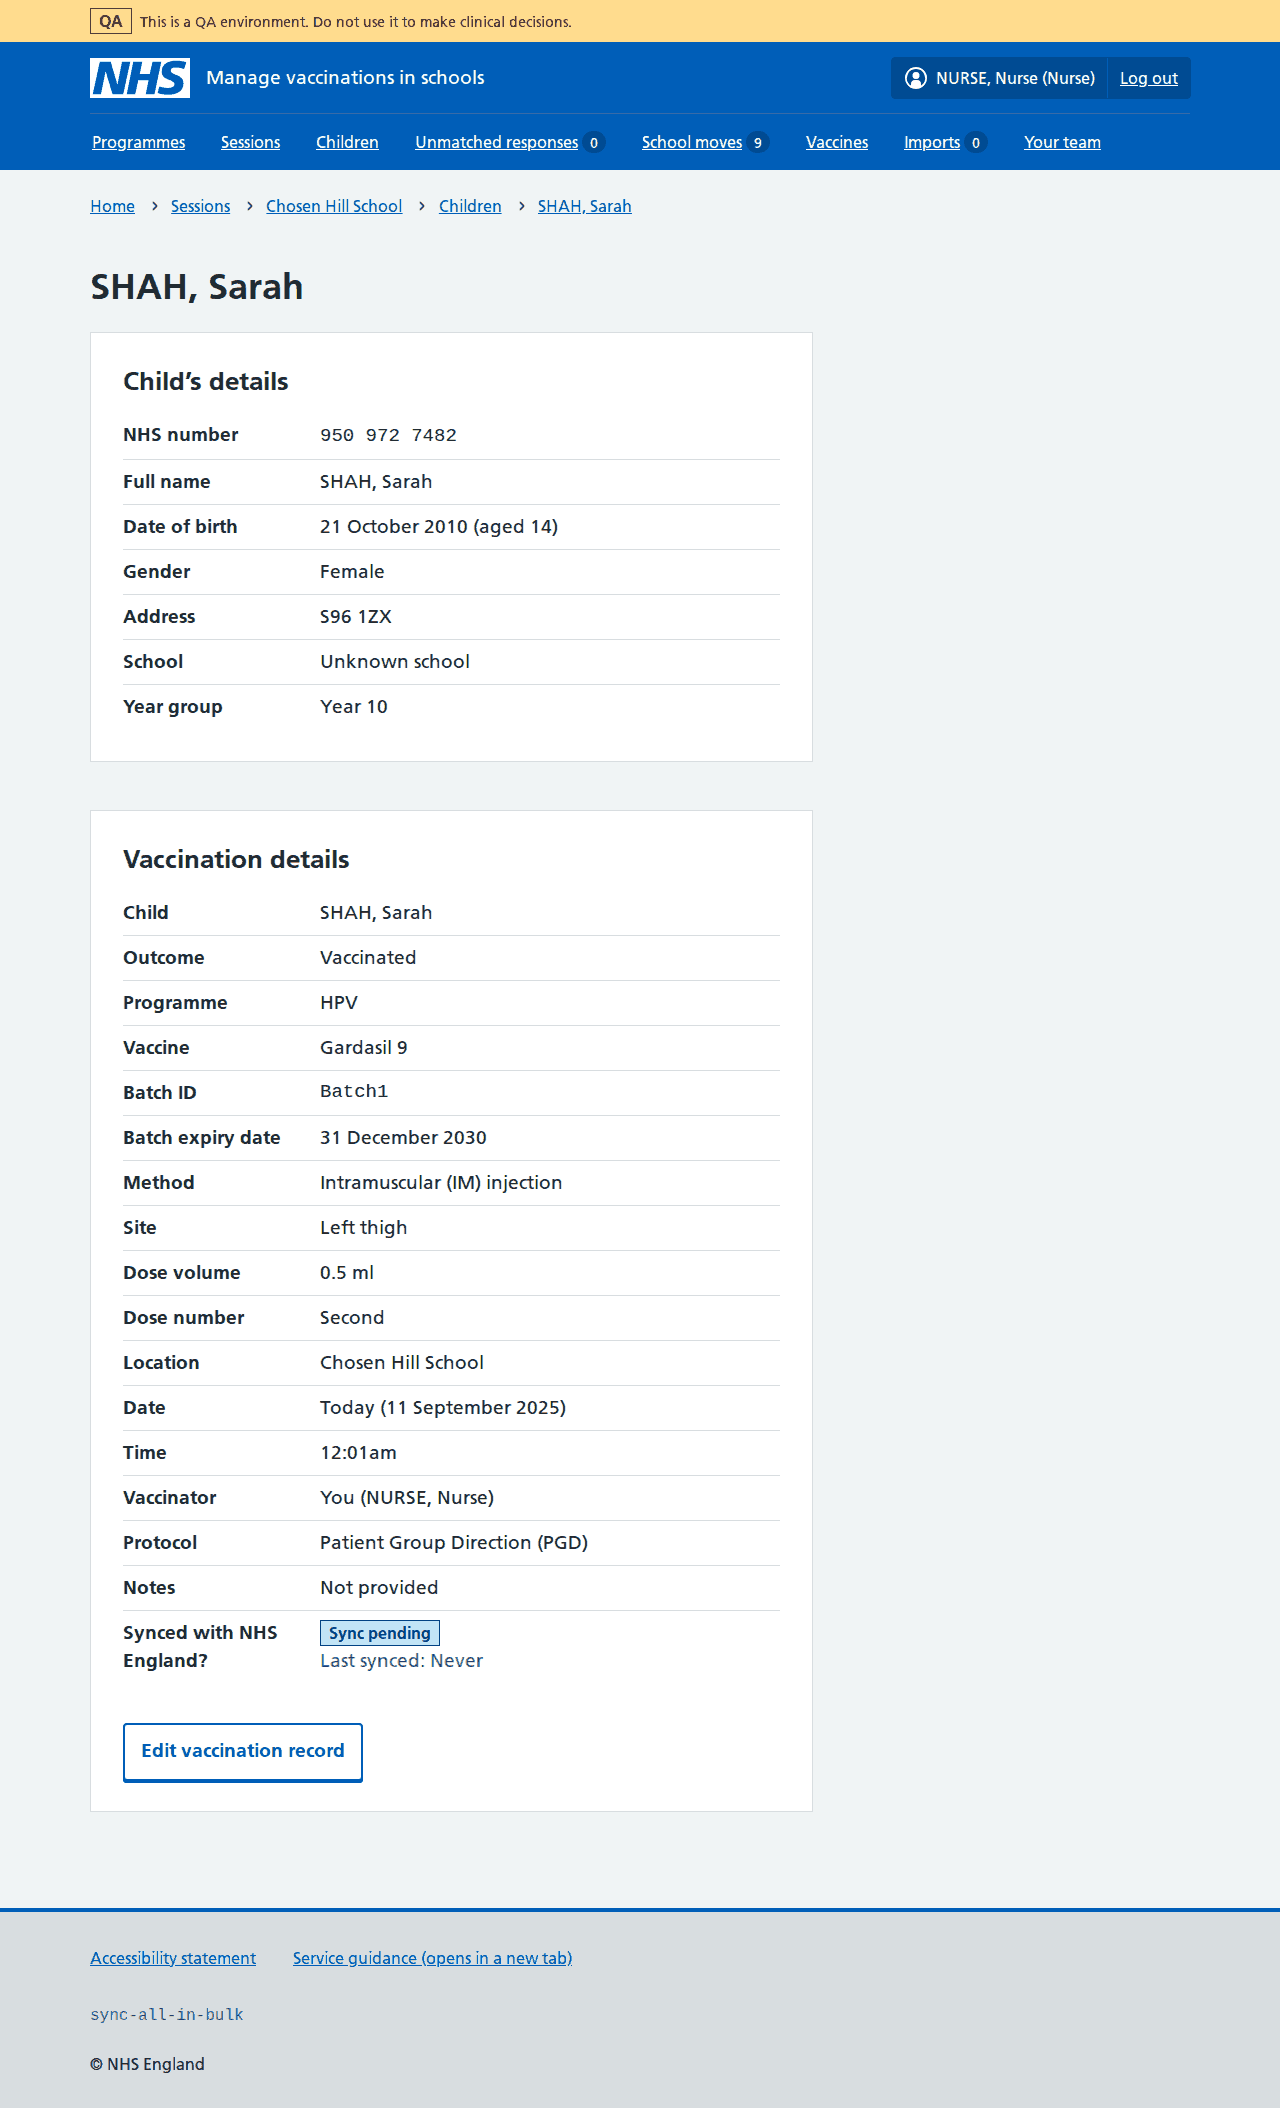 QA This is a QA environment. Do not use it to make clinical decisions.
NHS Manage vaccinations in schools NURSE, Nurse (Nurse) Log out
Programmes Sessions Children Unmatched responses 0 School moves 9 Vaccines Imports 0 Your team
Home › Sessions › Chosen Hill School › Children › SHAH, Sarah
SHAH, Sarah
Child’s details
NHS number 950 972 7482
Full name SHAH, Sarah
Date of birth 21 October 2010 (aged 14)
Gender Female
Address S96 1ZX
School Unknown school
Year group Year 10
Vaccination details
Child SHAH, Sarah
Outcome Vaccinated
Programme HPV
Vaccine Gardasil 9
Batch ID Batch1
Batch expiry date 31 December 2030
Method Intramuscular (IM) injection
Site Left thigh
Dose volume 0.5 ml
Dose number Second
Location Chosen Hill School
Date Today (11 September 2025)
Time 12:01am
Vaccinator You (NURSE, Nurse)
Protocol Patient Group Direction (PGD)
Notes Not provided
Synced with NHS England? Sync pending
Last synced: Never
Edit vaccination record
Accessibility statement Service guidance (opens in a new tab)
sync-all-in-bulk
© NHS England